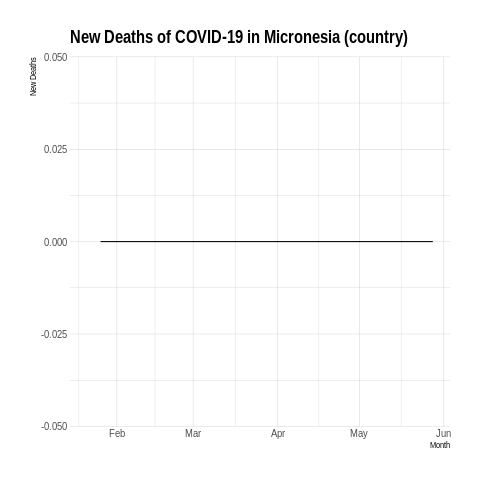 New Deaths of COVID-19 in Micronesia (country)
New Deaths
0.050
0.025
0.000
-0.025
-0.050
Feb Mar Apr May Jun
Month